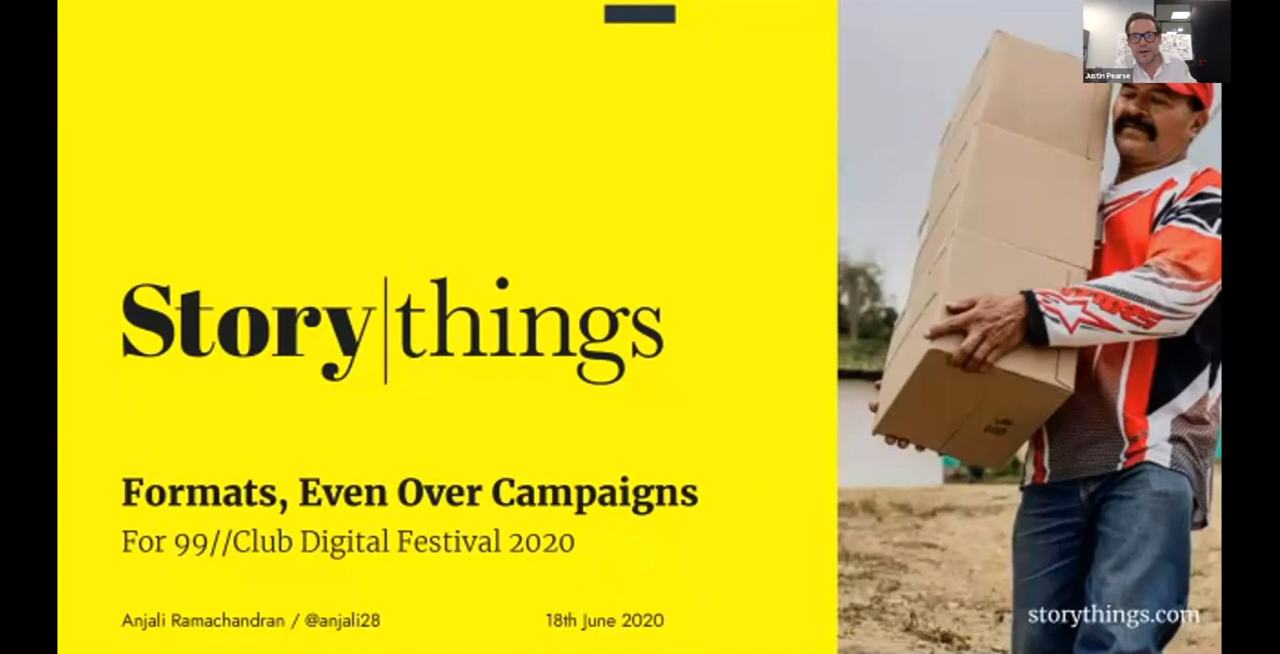 Justin Pearse
Story|things
Formats, Even Over Campaigns
For 99//Club Digital Festival 2020
Anjali Ramachandran / @anjali28
18th June 2020
storythings.com